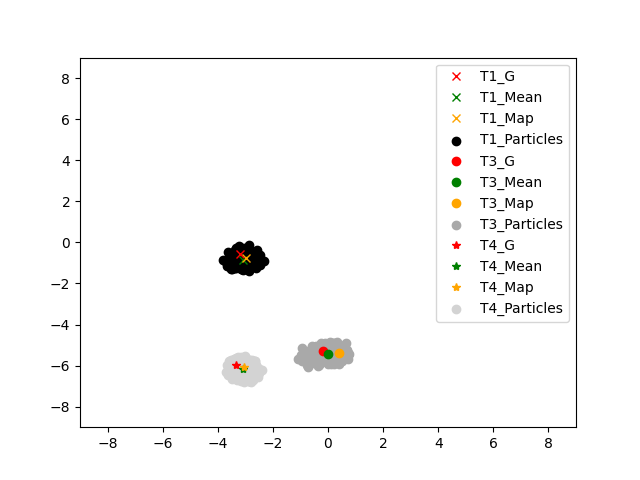 8
6
4
2
0
−2
−4
−6
−8
−8 −6 −4 −2 0 2 4 6 8
T1_G
T1_Mean
T1_Map
T1_Particles
T3_G
T3_Mean
T3_Map
T3_Particles
T4_G
T4_Mean
T4_Map
T4_Particles